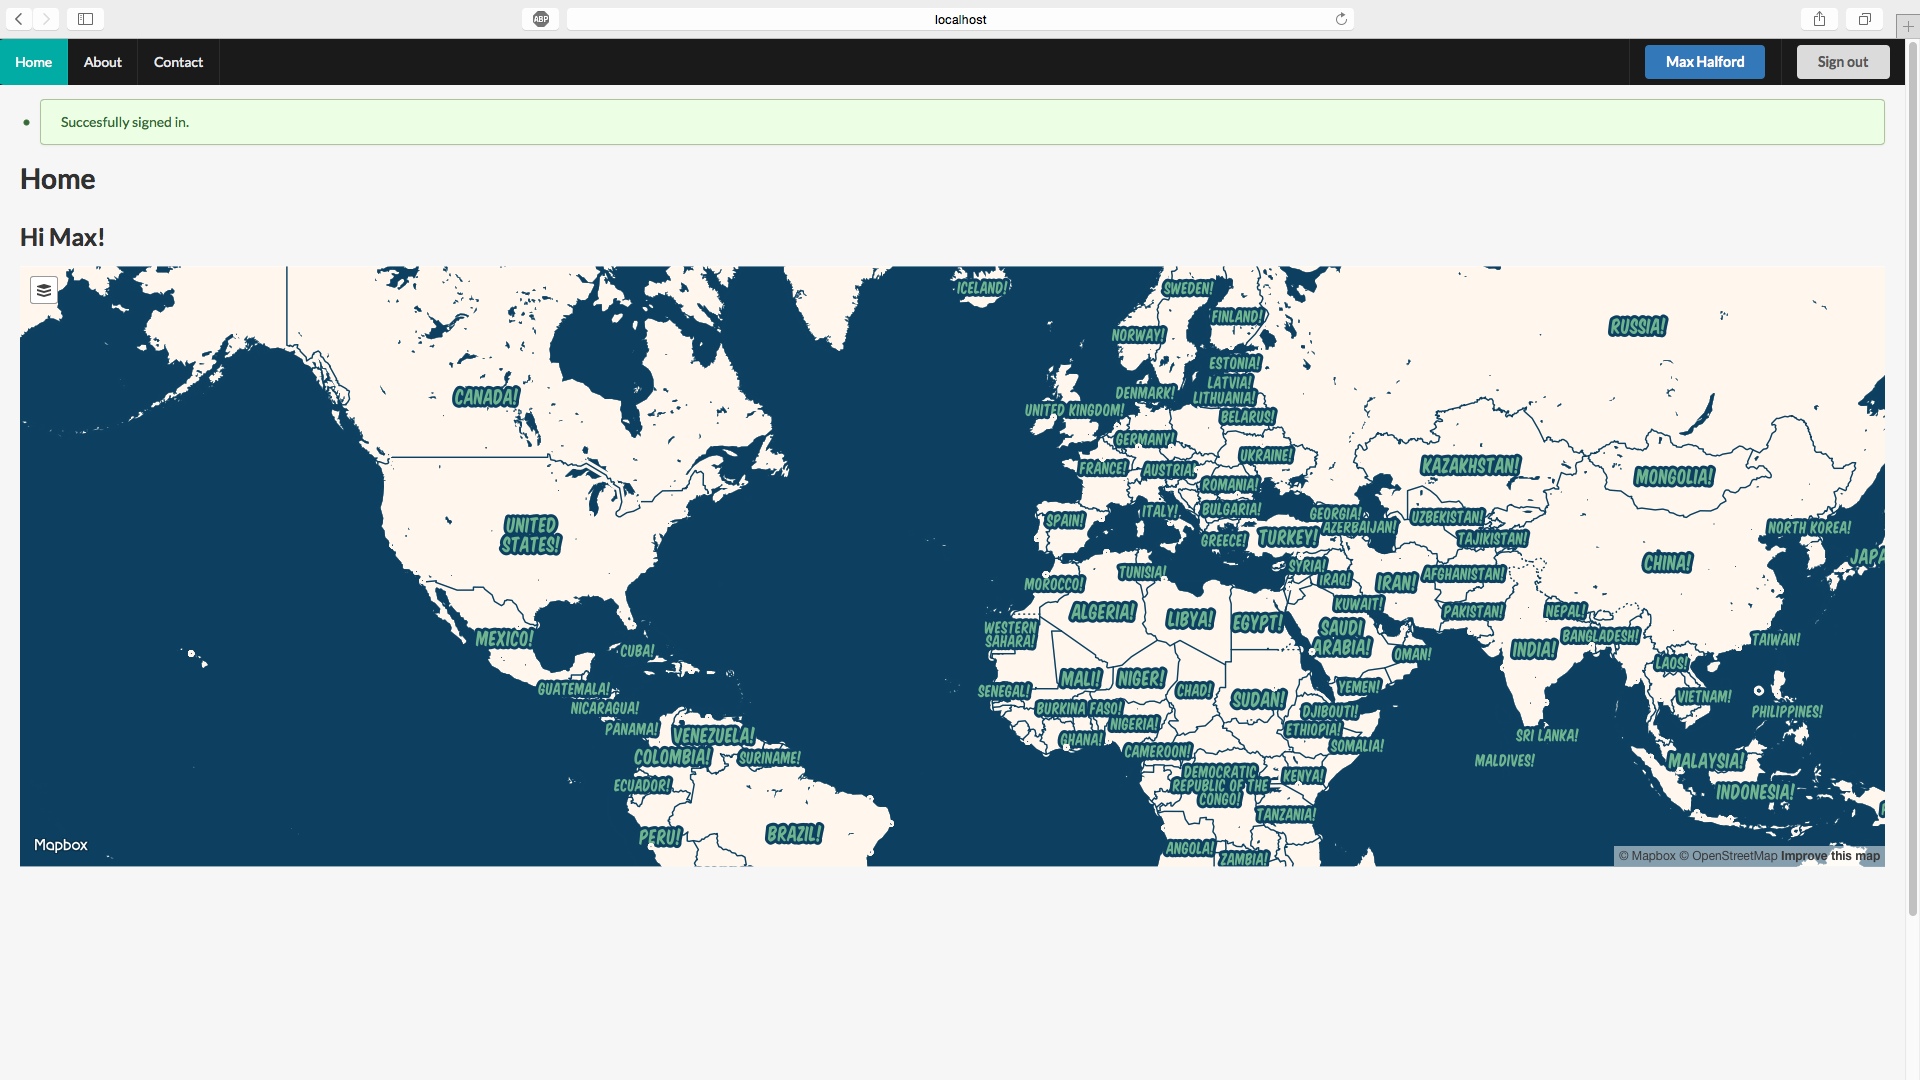 ABP
localhost
Home
About
Contact
Max Halford
Sign out
Succesfully signed in.
Home
Hi Max!
ICELAND!
SWEDEN!
FINLAND!
RUSSIA!
NORWAY!
ESTONIA!
LATVIA!
CANADA!
DENMARK!
LITHUANIA!
UNITED KINGDOM!
BELARUS!
GERMANY!
UKRAINE!
FRANCE!
AUSTRIA!
KAZAKHSTAN!
MONGOLIA!
ROMANIA!
ITALY!
BULGARIA!
GEORGIA!
UZBEKISTAN!
UNITED
STATES!
SPAIN!
AZERBAIJAN!
NORTH KOREA!
GREECE!
TURKEY!
TAJIKISTAN!
CHINA!
JAPA
TUNISIA!
SYRIA!
IRAQ!
IRAN!
AFGHANISTAN!
MOROCCO!
KUWAIT!
PAKISTAN!
NEPAL!
ALGERIA!
LIBYA!
EGYPT!
WESTERN
SAHARA!
SAUDI
ARABIA!
BANGLADESH!
TAIWAN!
MEXICO!
CUBA!
OMAN!
INDIA!
LAOS!
GUATEMALA!
SENEGAL!
MALI!
NIGER!
CHAD!
SUDAN!
YEMEN!
VIETNAM!
NICARAGUA!
BURKINA FASO!
DJIBOUTI!
PHILIPPINES!
PANAMA!
VENEZUELA!
NIGERIA!
ETHIOPIA!
SRI LANKA!
GHANA!
SOMALIA!
COLOMBIA!
SURINAME!
CAMEROON!
MALDIVES!
MALAYSIA!
ECUADOR!
DEMOCRATIC
REPUBLIC OF THE
CONGO!
KENYA!
INDONESIA!
TANZANIA!
PERU!
BRAZIL!
ANGOLA!
ZAMBIA!
Mapbox
© Mapbox © OpenStreetMap Improve this map